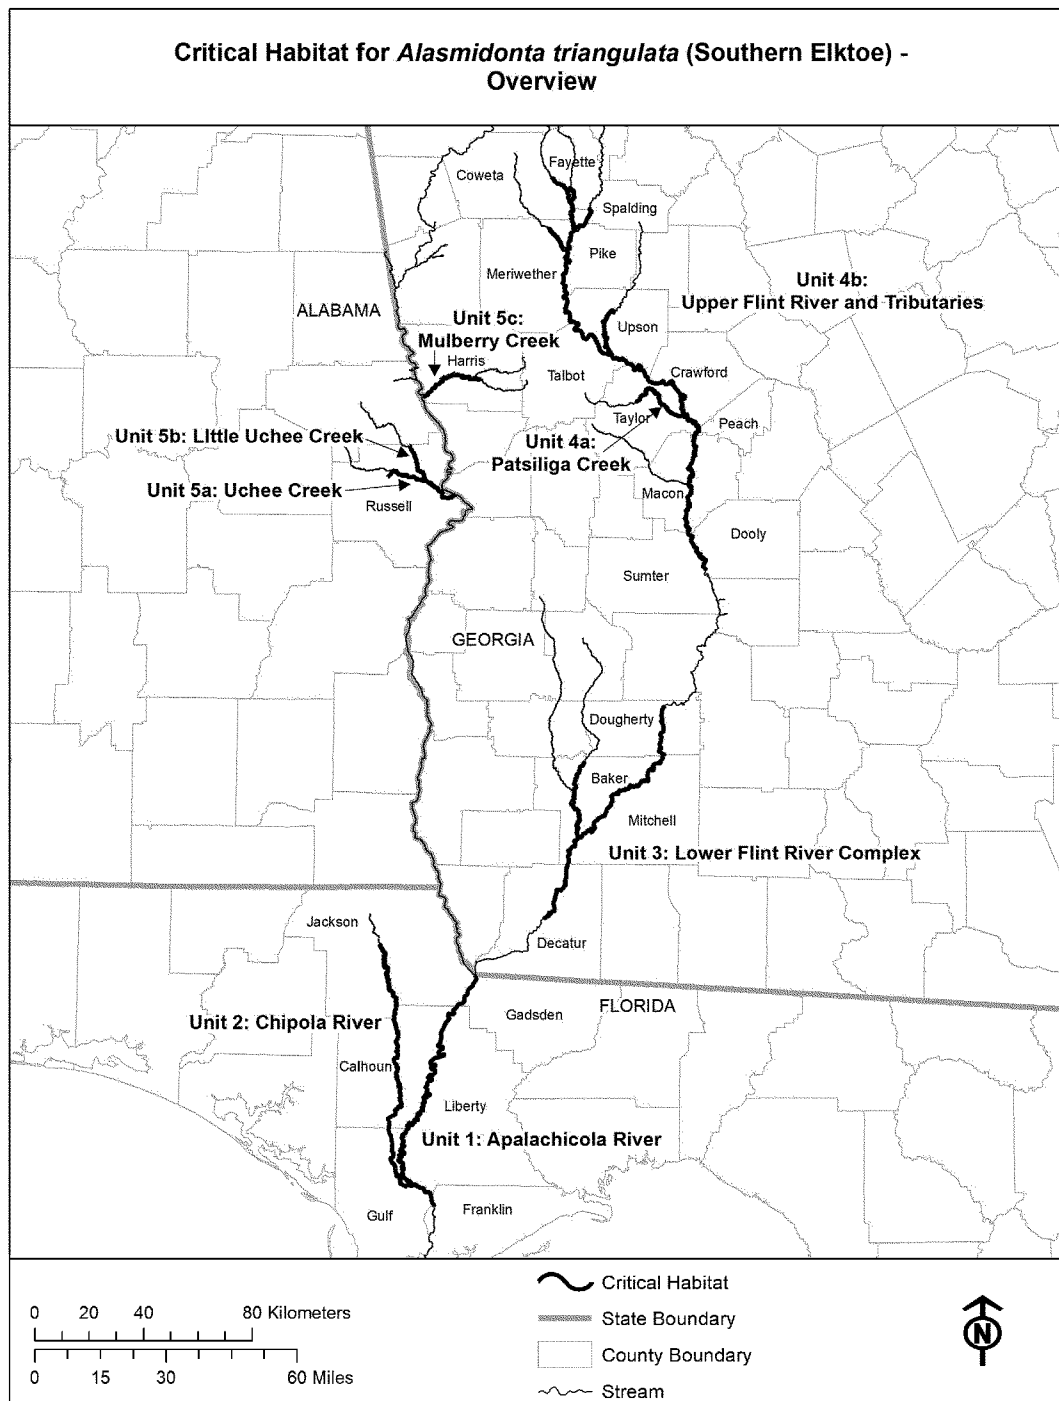 Critical Habitat for Alasmidonta triangulata (Southern Elktoe) -
Overview
Fayette
Coweta
Spalding
Pike
Meriwether
Unit 4b:
Upper Flint River and Tributaries
ALABAMA
Unit 5c:
Mulberry Creek
Upson
Harris
Talbot
Crawford
Taylor
Peach
Unit 5b: LIttle Uchee Creek
Unit 4a:
Patsiliga Creek
Unit 5a: Uchee Creek
Macon
Russell
Dooly
Sumter
GEORGIA
Dougherty
Baker
Mitchell
Unit 3: Lower Flint River Complex
Jackson
Decatur
FLORIDA
Gadsden
Unit 2: Chipola River
Calhoun
Liberty
Unit 1: Apalachicola River
Gulf
Franklin
0 20 40 80 Kilometers
0 15 30 60 Miles
Critical Habitat
State Boundary
County Boundary
Stream
N